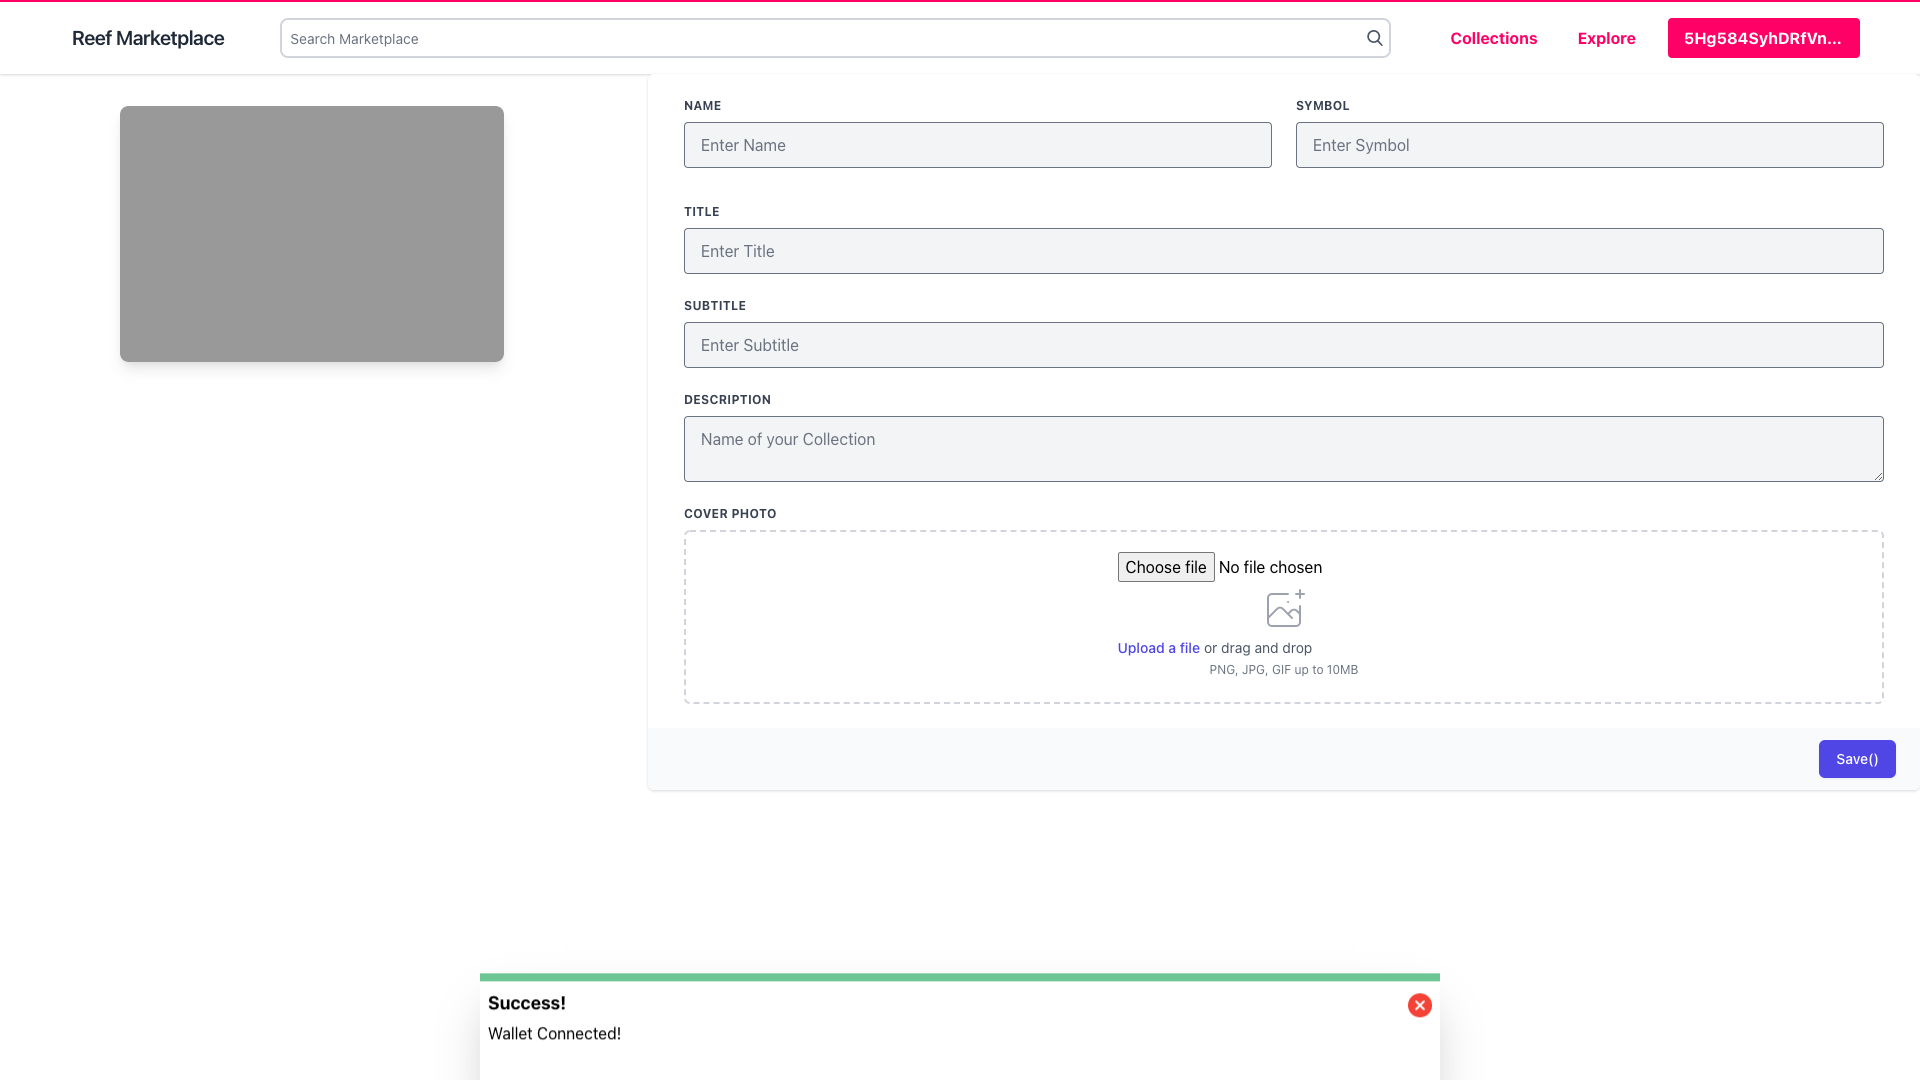 Reef Marketplace
Search Marketplace
Collections
Explore
5Hg584SyhDRfVn...
NAME
SYMBOL
Enter Name
Enter Symbol
TITLE
Enter Title
SUBTITLE
Enter Subtitle
DESCRIPTION
Name of your Collection
COVER PHOTO
Choose file No file chosen
Upload a file or drag and drop
PNG, JPG, GIF up to 10MB
Save()
Success!
Wallet Connected!